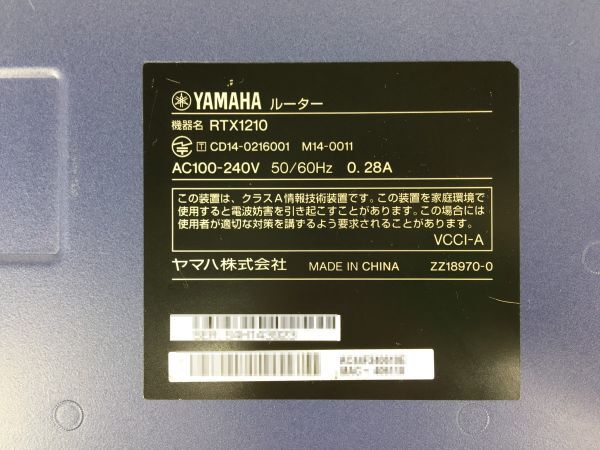 YAMAHA ルーター
機器名 RTX1210
T CD14-0216001 M14-0011
AC100-240V 50/60Hz 0.28A
この装置は、クラスA情報技術装置です。この装置を家庭環境で
使用すると電波妨害を引き起こすことがあります。この場合には
使用者が適切な対策を講ずるよう要求されることがあります。
VCCI-A
ヤマハ株式会社 MADE IN CHINA ZZ18970-0